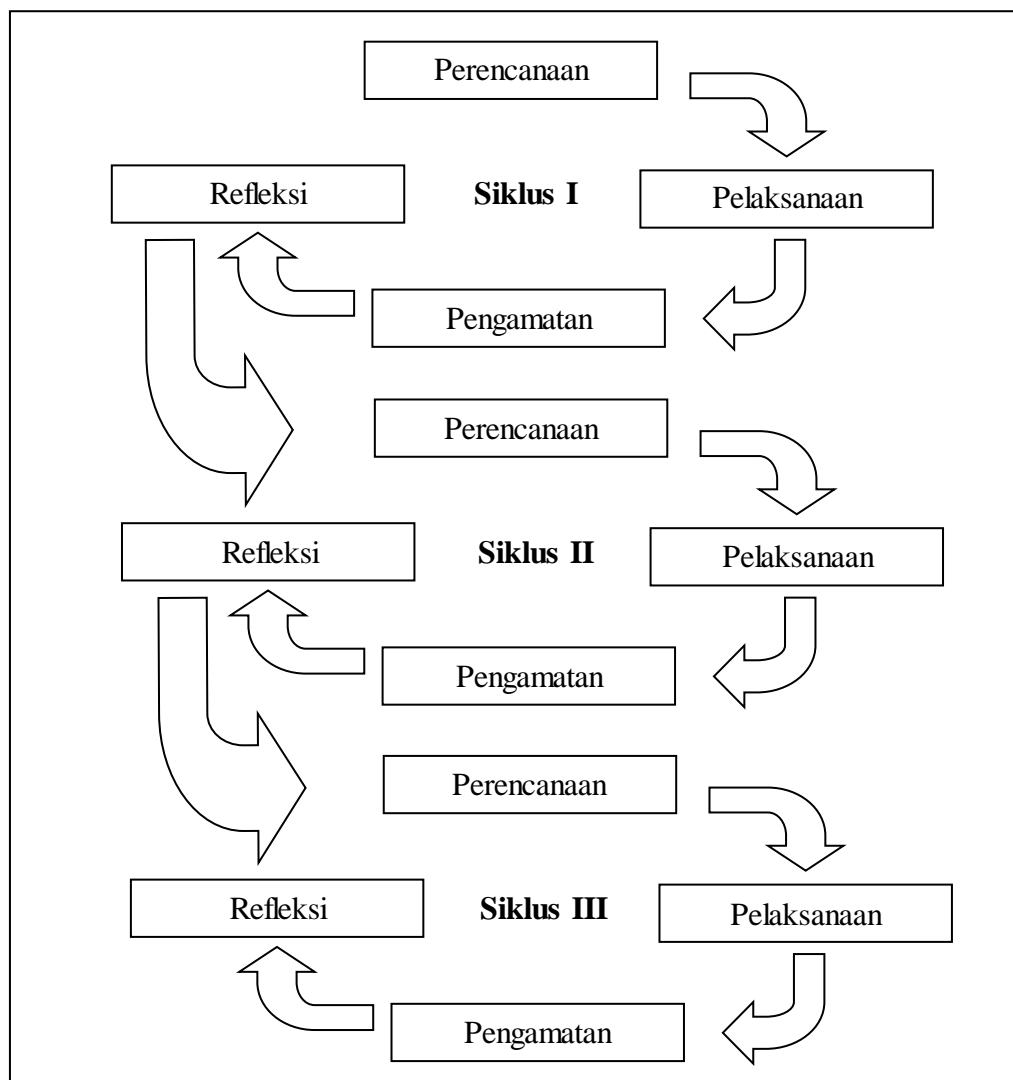 Perencanaan
Refleksi
Siklus I
Pelaksanaan
Pengamatan
Perencanaan
Refleksi
Siklus II
Pelaksanaan
Pengamatan
Perencanaan
Refleksi
Siklus III
Pelaksanaan
Pengamatan